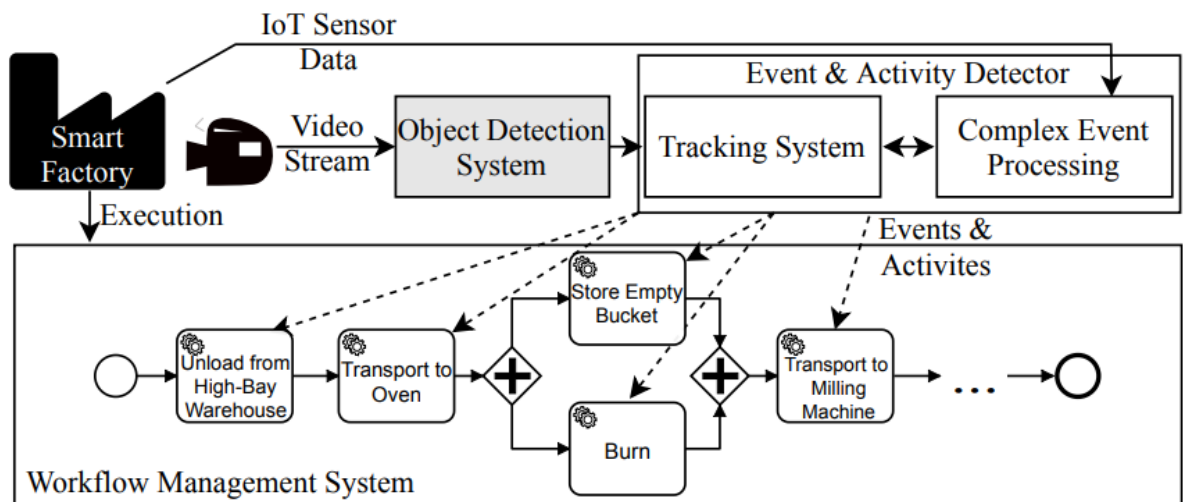 IoT Sensor
Data
Event & Activity Detector
Smart
Factory
Video
Stream
Object Detection
System
Tracking System
Complex Event
Processing
Execution
Events &
Activites
Store Empty
Bucket
Unload from
High-Bay
Warehouse
Transport to
Oven
Transport to
Milling
Machine
...
Burn
Workflow Management System